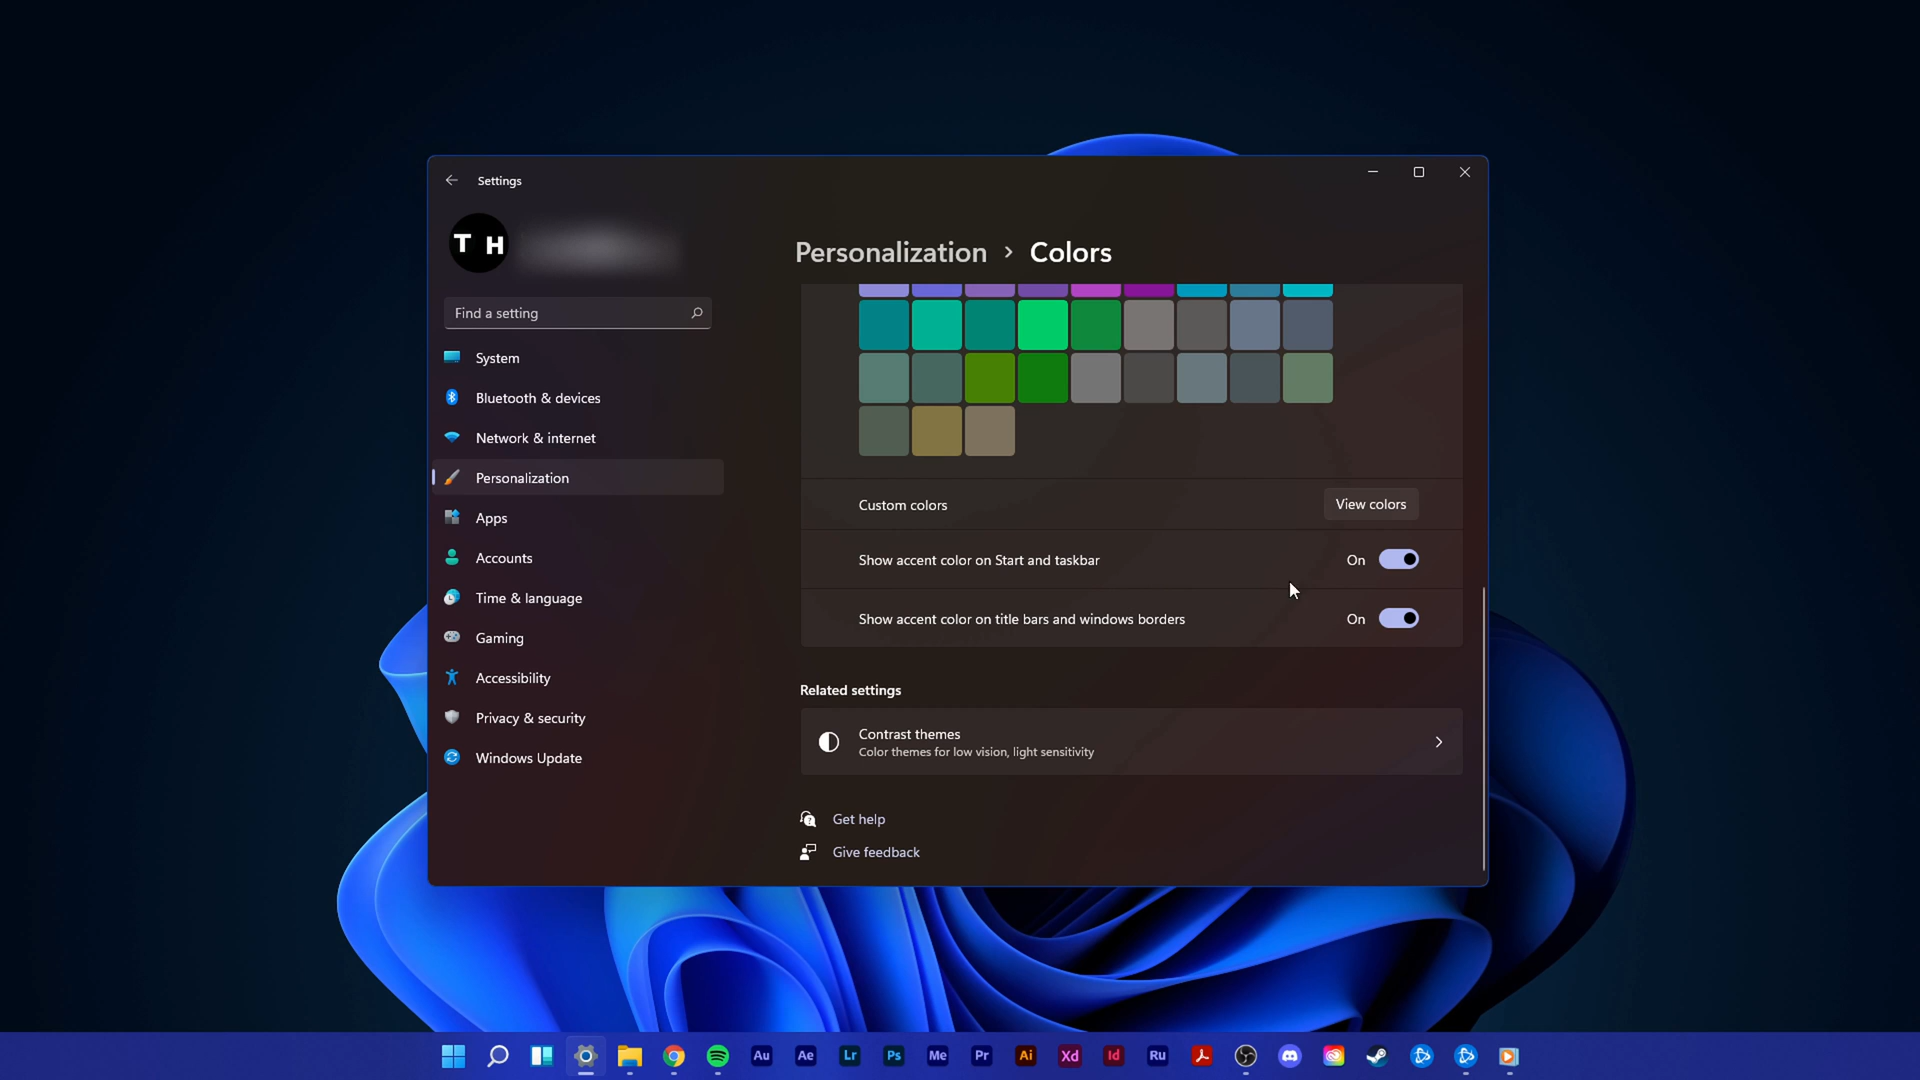 Settings
T H
Find a setting
System
Bluetooth & devices
Network & internet
Personalization
Apps
Accounts
Time & language
Gaming
Accessibility
Privacy & security
Windows Update
Personalization › Colors
Custom colors
View colors
Show accent color on Start and taskbar
On
Show accent color on title bars and windows borders
On
Related settings
Contrast themes
Color themes for low vision, light sensitivity
Get help
Give feedback
Au Ae Lr Ps Me Pr Ai Xd Id Ru